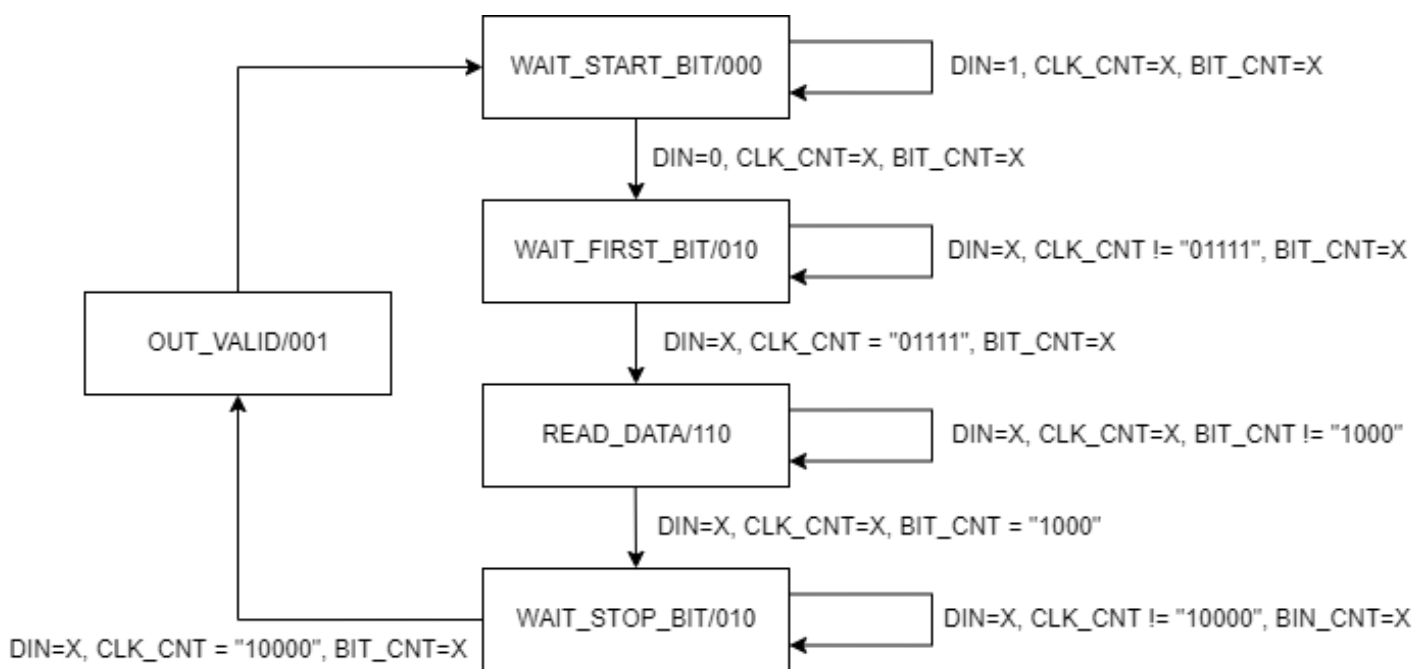 WAIT_START_BIT/000
DIN=1, CLK_CNT=X, BIT_CNT=X
DIN=0, CLK_CNT=X, BIT_CNT=X
WAIT_FIRST_BIT/010
DIN=X, CLK_CNT != "01111", BIT_CNT=X
OUT_VALID/001
DIN=X, CLK_CNT = "01111", BIT_CNT=X
READ_DATA/110
DIN=X, CLK_CNT=X, BIT_CNT != "1000"
DIN=X, CLK_CNT=X, BIT_CNT = "1000"
WAIT_STOP_BIT/010
DIN=X, CLK_CNT != "10000", BIN_CNT=X
DIN=X, CLK_CNT = "10000", BIT_CNT=X